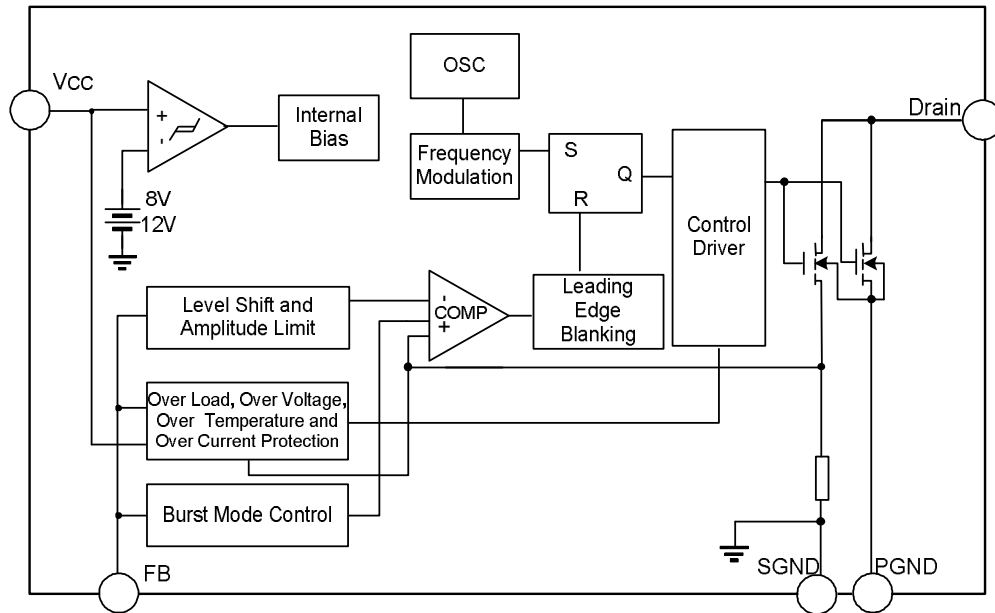 OSC
VCC
Drain
+
-
Internal
Bias
Frequency
Modulation
S
Q
R
8V
12V
Control
Driver
Level Shift and
Amplitude Limit
-
COMP
+
Leading
Edge
Blanking
Over Load, Over Voltage,
Over Temperature and
Over Current Protection
Burst Mode Control
FB
SGND
PGND